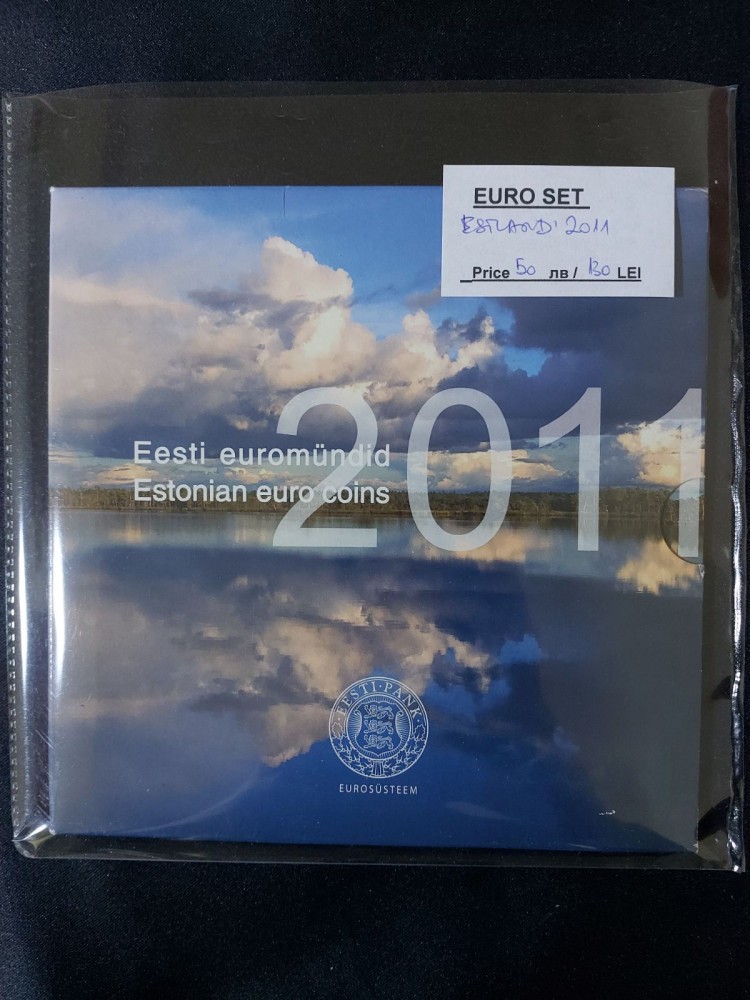 EURO SET
ESTLAND' 2011
Price 50 лв / 130 LEI
2011
Eesti euromündid
Estonian euro coins
EESTI·PANK
EUROSÜSTEEM